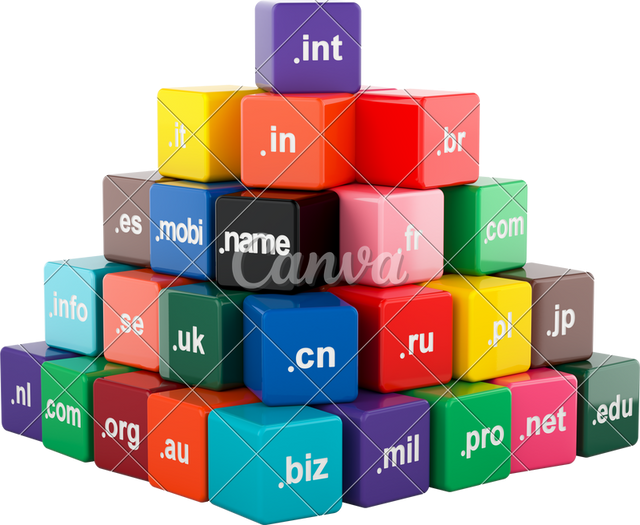 .int
.it
.in
.br
.es
.mobi
.name
.fr
.com
Canva
.info
.se
.uk
.cn
.ru
.pl
.jp
.nl
.com
.org
.au
.biz
.mil
.pro
.net
.edu